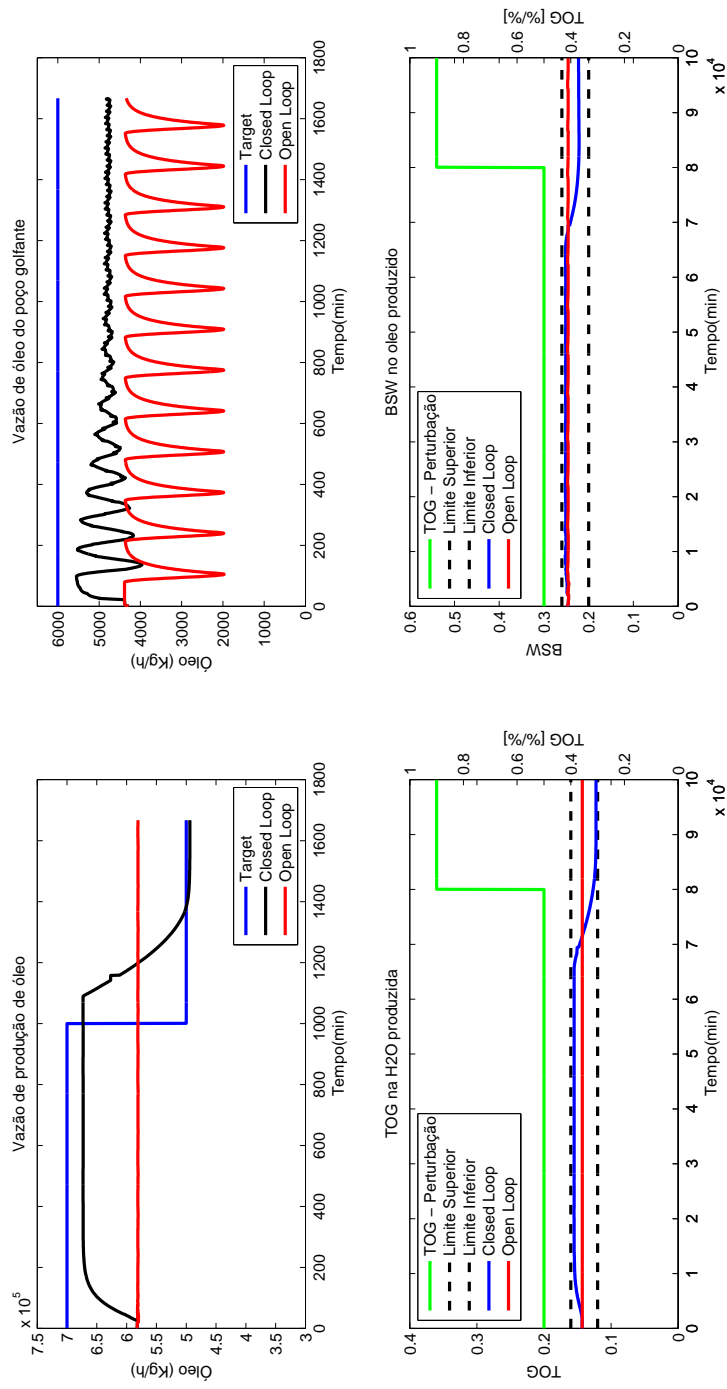 Vazão de produção de óleo
x 10^5
7.5
7
6.5
6
5.5
5
4.5
Óleo (Kg/h)
0 200 400 600 800 1000 1200 1400 1600 1800
Tempo(min)
Target
Closed Loop
Open Loop
Vazão de óleo do poço golfante
6000
5000
4000
3000
2000
1000
0
Óleo (Kg/h)
0 200 400 600 800 1000 1200 1400 1600 1800
Tempo(min)
Target
Closed Loop
Open Loop
TOG na H2O produzida
0.4
0.3
0.2
0.1
0
TOG
0 1 2 3 4 5 6 7 8 9 10
x 10^4
Tempo(min)
1
0.8
0.6
0.4
0.2
0
TOG [%/%]
TOG − Perturbação
Limite Superior
Limite Inferior
Closed Loop
Open Loop
BSW no oleo produzido
0.6
0.5
0.4
0.3
0.2
0.1
0
BSW
0 1 2 3 4 5 6 7 8 9 10
x 10^4
Tempo(min)
1
0.8
0.6
0.4
0.2
0
TOG [%/%]
TOG − Perturbação
Limite Superior
Limite Inferior
Closed Loop
Open Loop